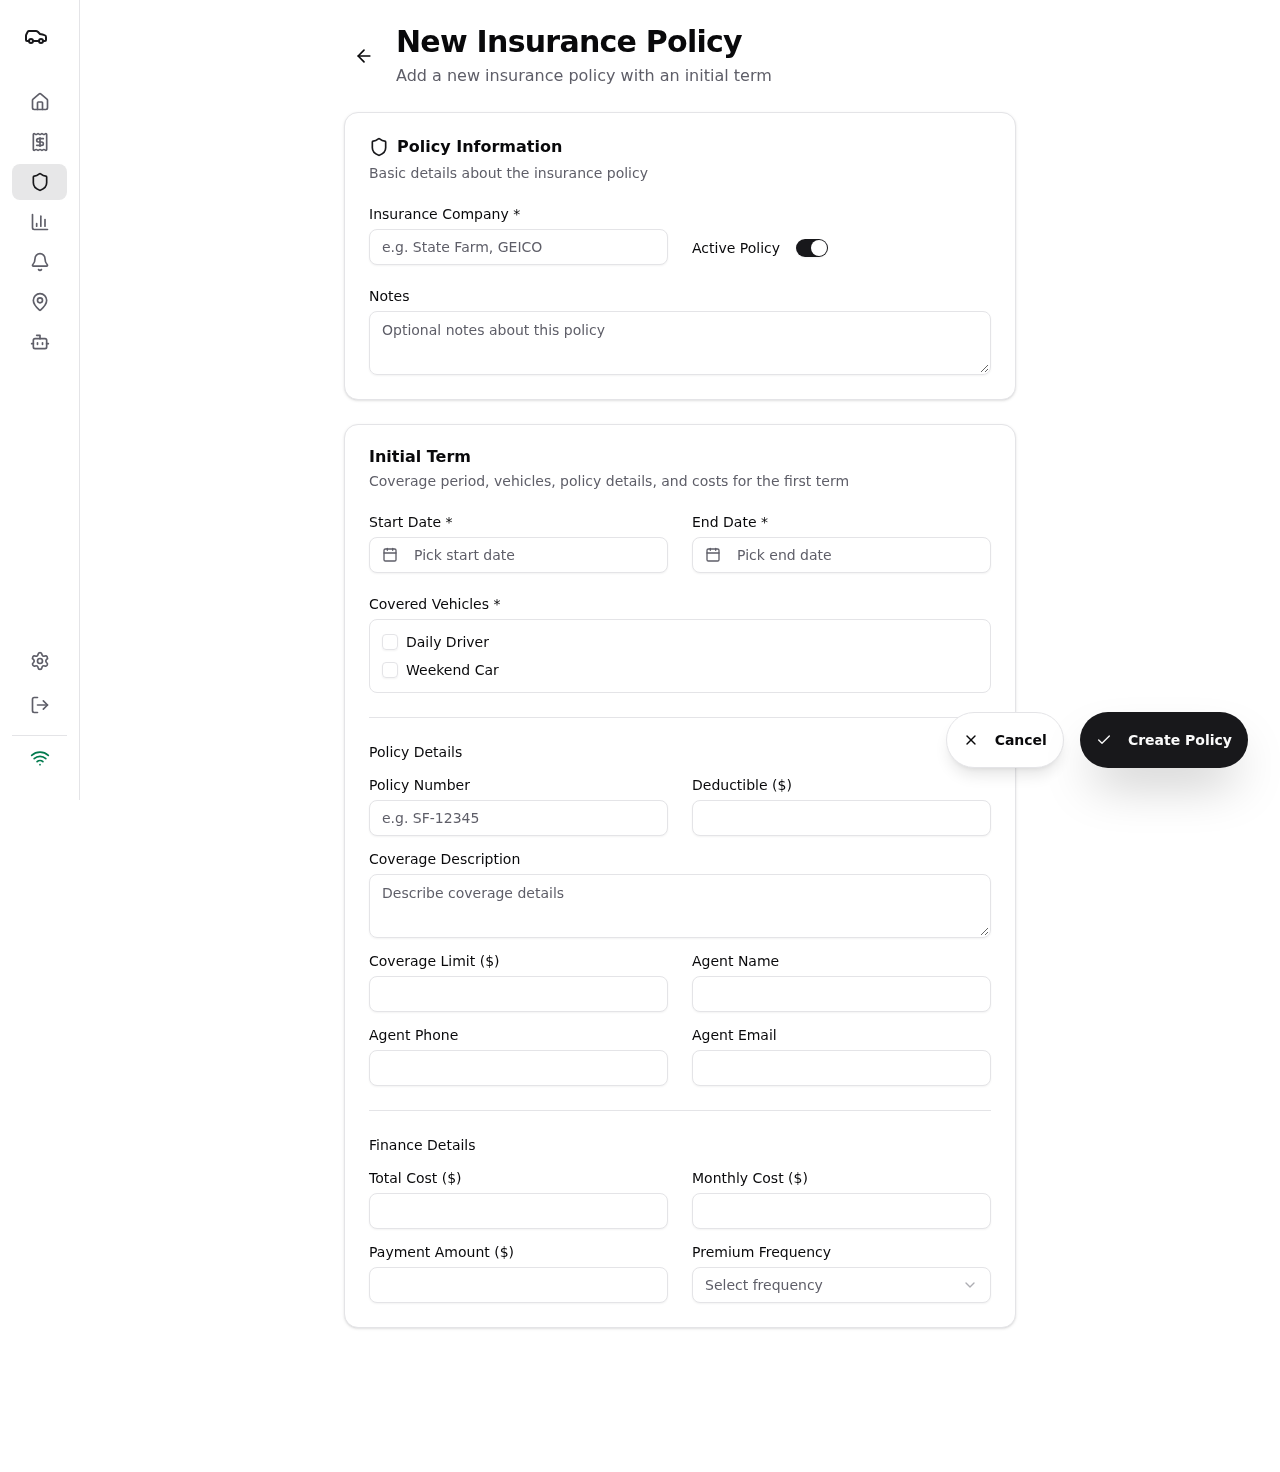 New Insurance Policy
Add a new insurance policy with an initial term
Policy Information
Basic details about the insurance policy
Insurance Company *
e.g. State Farm, GEICO
Active Policy
Notes
Optional notes about this policy
Initial Term
Coverage period, vehicles, policy details, and costs for the first term
Start Date *
End Date *
Pick start date
Pick end date
Covered Vehicles *
Daily Driver
Weekend Car
Cancel
Create Policy
Policy Details
Policy Number
Deductible ($)
e.g. SF-12345
Coverage Description
Describe coverage details
Coverage Limit ($)
Agent Name
Agent Phone
Agent Email
Finance Details
Total Cost ($)
Monthly Cost ($)
Payment Amount ($)
Premium Frequency
Select frequency